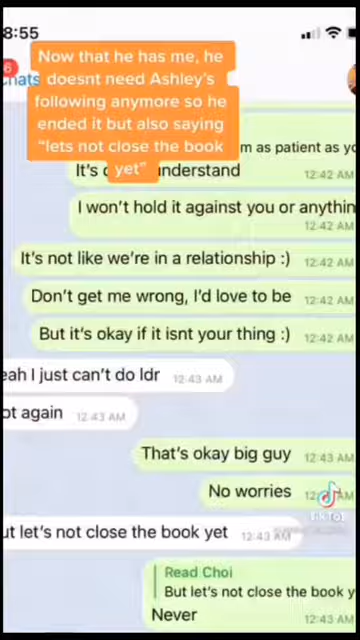 8:55
6
Chats
Now that he has me, he
doesnt need Ashley's
following anymore so he
ended it but also saying
"lets not close the book
yet"
m as patient as yo
It's understand
12:42 AM
I won't hold it against you or anythin
12:42 AM
It's not like we're in a relationship :) 12:42 AM
Don't get me wrong, I'd love to be 12:42 AM
But it's okay if it isnt your thing :) 12:42 AM
eah I just can't do ldr 12:43 AM
ot again 12:43 AM
That's okay big guy 12:43 AM
No worries
TikTok
ut let's not close the book yet 12:43 AM
Read Choi
But let's not close the book y
Never 12:43 AM